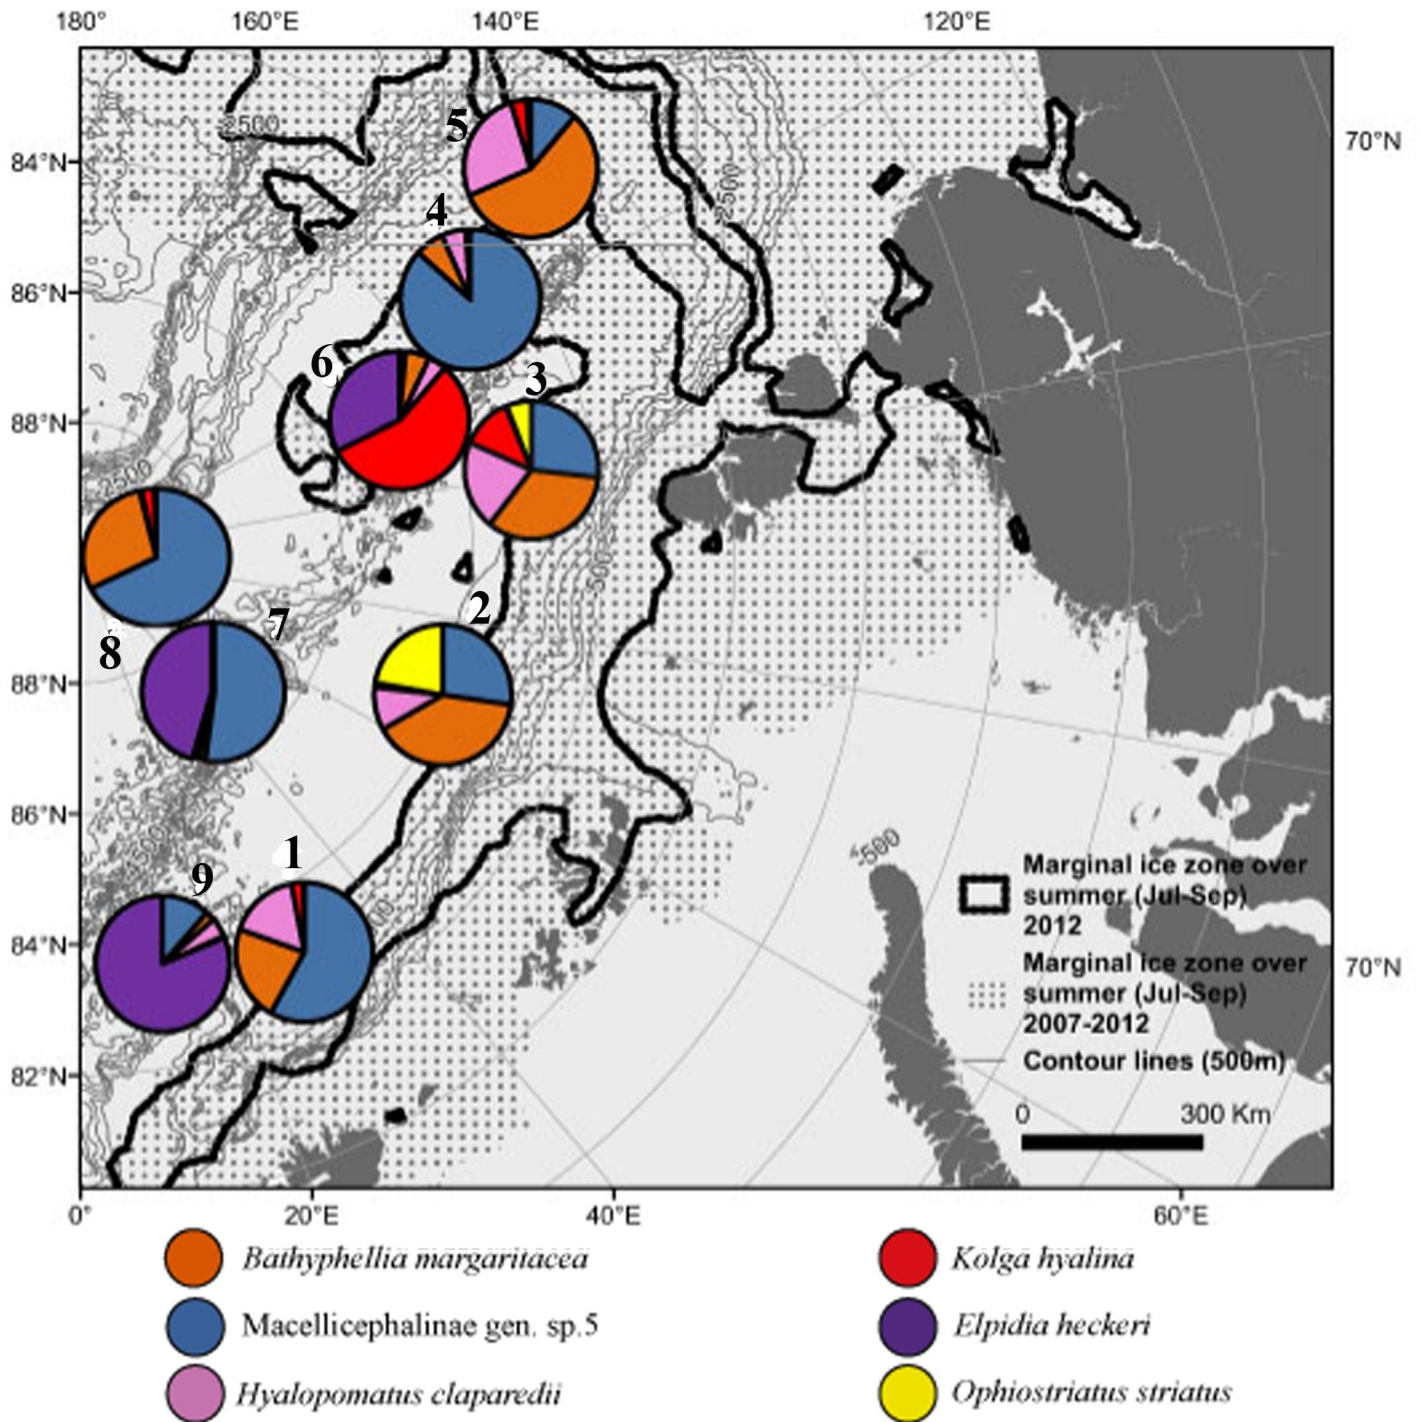 180° 160°E 140°E 120°E
70°N
84°N
86°N
88°N
88°N
86°N
84°N
82°N
70°N
2500
2500
2500
500
-500
5
4
6
3
2
7
8
1
9
Marginal ice zone over
summer (Jul-Sep)
2012
Marginal ice zone over
summer (Jul-Sep)
2007-2012
Contour lines (500m)
0 300 Km
0° 20°E 40°E 60°E
Bathyphellia margaritacea
Kolga hyalina
Macellicephalinae gen. sp.5
Elpidia heckeri
Hyalopomatus claparedii
Ophiostriatus striatus